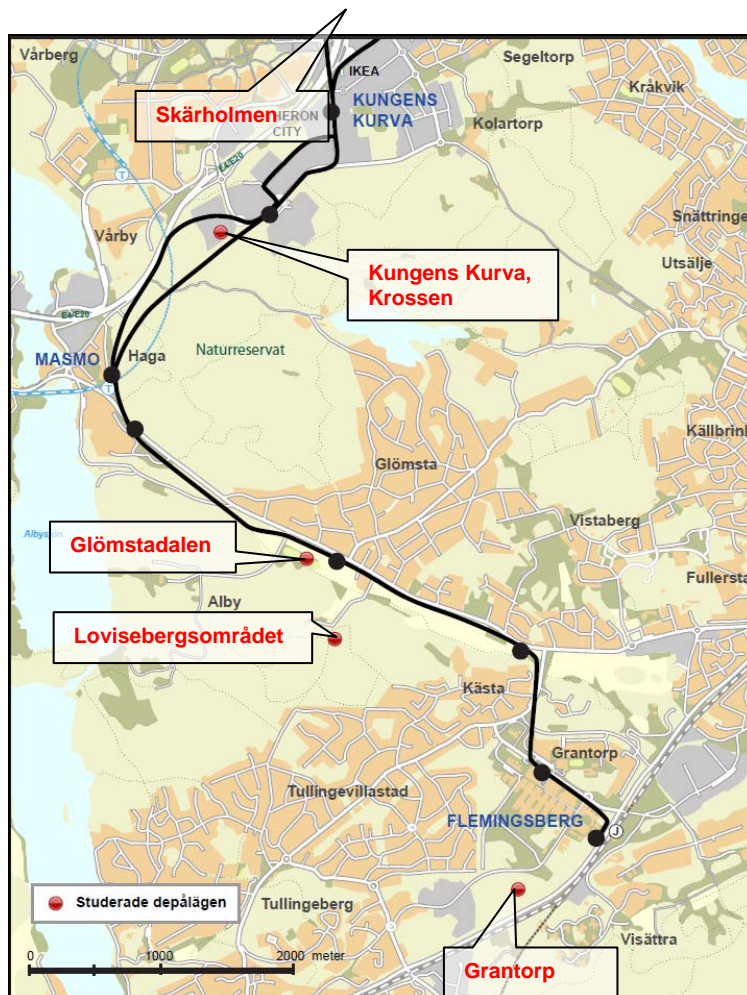 Vårberg
Segeltorp
IKEA
Kråkvik
KUNGENS
KURVA
Skärholmen
HERON
CITY
Kolartorp
E4/E20
T
Snättringe
Vårby
Utsälje
Kungens Kurva,
Krossen
E4/E20
MASMO
Haga
Naturreservat
T
Källbrink
Glömsta
Vistaberg
Albysjön
Glömstadalen
Fullersta
Alby
Lovisebergsområdet
Kästa
Grantorp
Tullingevillastad
FLEMINGSBERG
J
Studerade depålägen
Tullingeberg
Visättra
0 1000 2000 meter
Grantorp